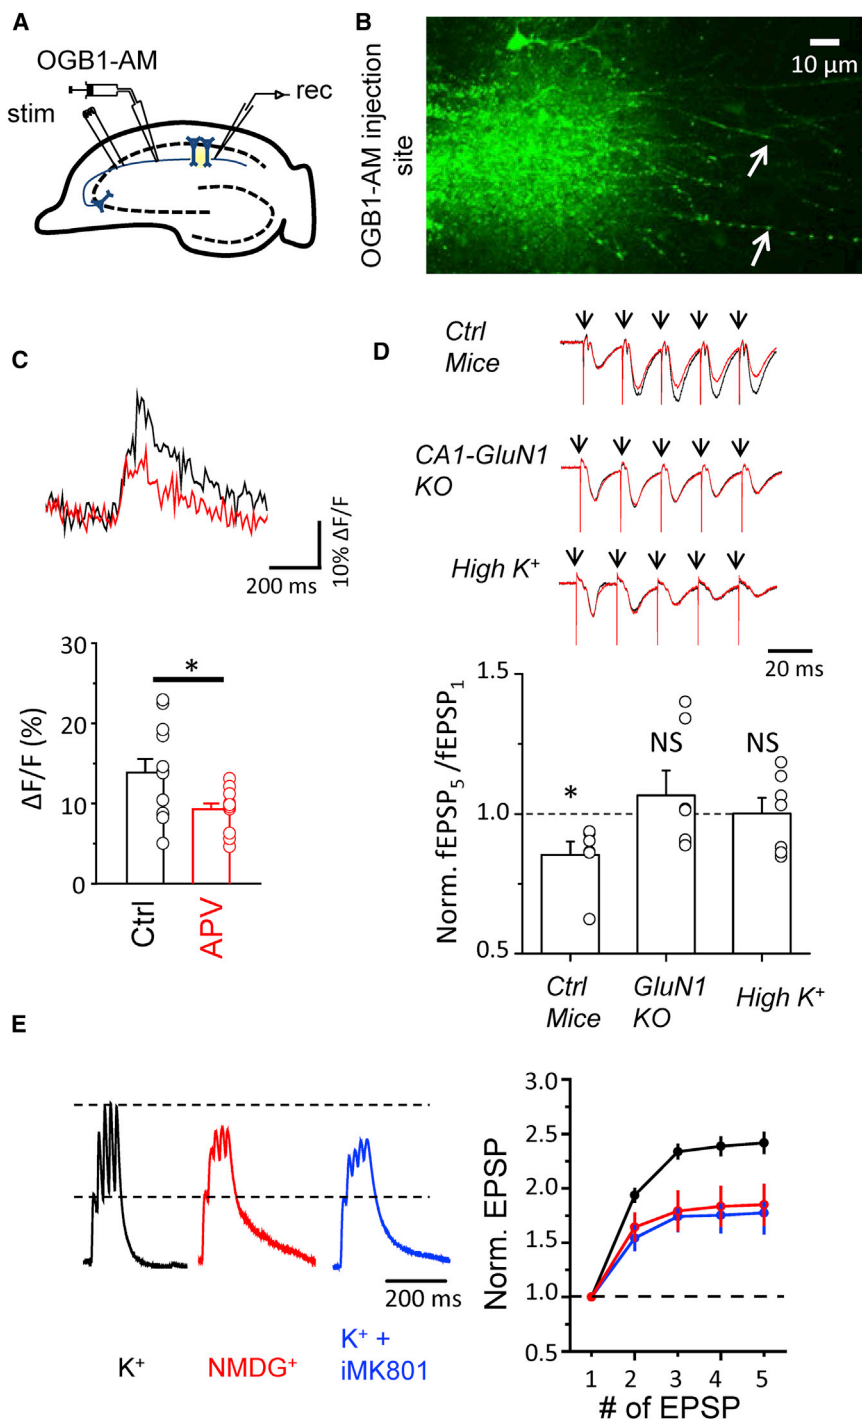 A
OGB1-AM
stim
rec
B
OGB1-AM injection
site
10 µm
C
10% ΔF/F
200 ms
ΔF/F (%)
30
20
10
0
*
Ctrl
APV
D
Ctrl
Mice
CA1-GluN1
KO
High K⁺
20 ms
Norm. fEPSP₅ /fEPSP₁
1.5
1.0
0.5
*
NS
NS
Ctrl
Mice
GluN1
KO
High K⁺
E
200 ms
K⁺
NMDG⁺
K⁺ +
iMK801
Norm. EPSP
3.0
2.5
2.0
1.5
1.0
0.5
1 2 3 4 5
# of EPSP